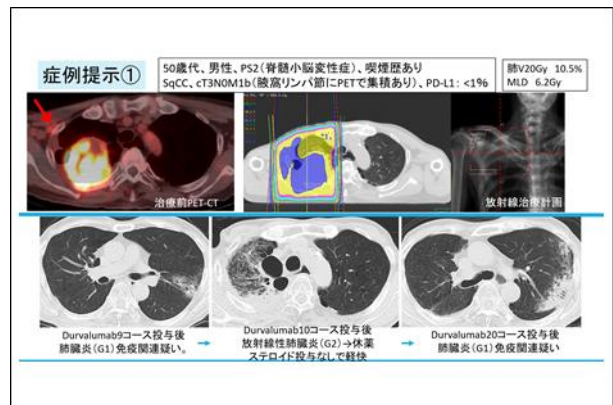 症例提示①
50歳代、男性、PS2(脊髄小脳変性症)、喫煙歴あり
SqCC、cT3N0M1b(腋窩リンパ節にPETで集積あり)、PD-L1: <1%
肺V20Gy 10.5%
MLD 6.2Gy
治療前PET-CT
放射線治療計画
Durvalumab9コース投与後
肺臓炎(G1)免疫関連疑い。
Durvalumab10コース投与後
放射線性肺臓炎(G2)→休薬
ステロイド投与なしで軽快
Durvalumab20コース投与後
肺臓炎(G1)免疫関連疑い